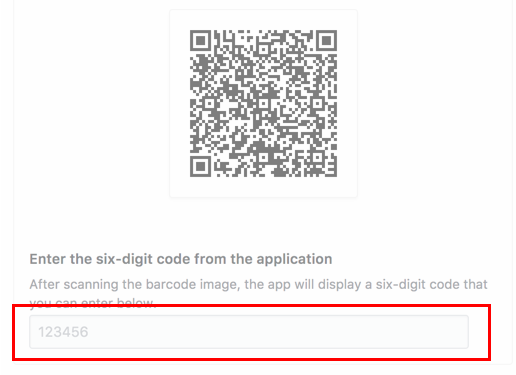 Enter the six-digit code from the application
After scanning the barcode image, the app will display a six-digit code that
you can enter below.
123456